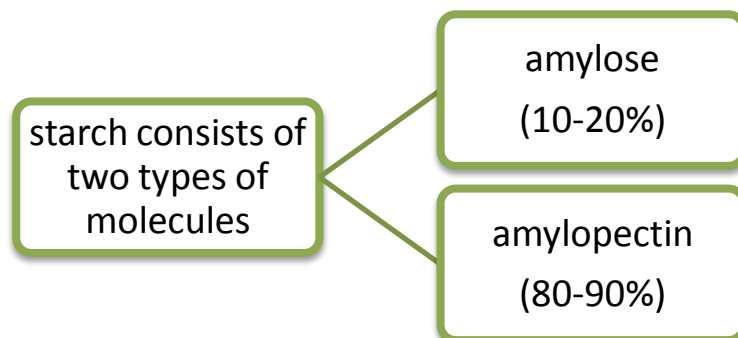 starch consists of
two types of
molecules
amylose
(10-20%)
amylopectin
(80-90%)